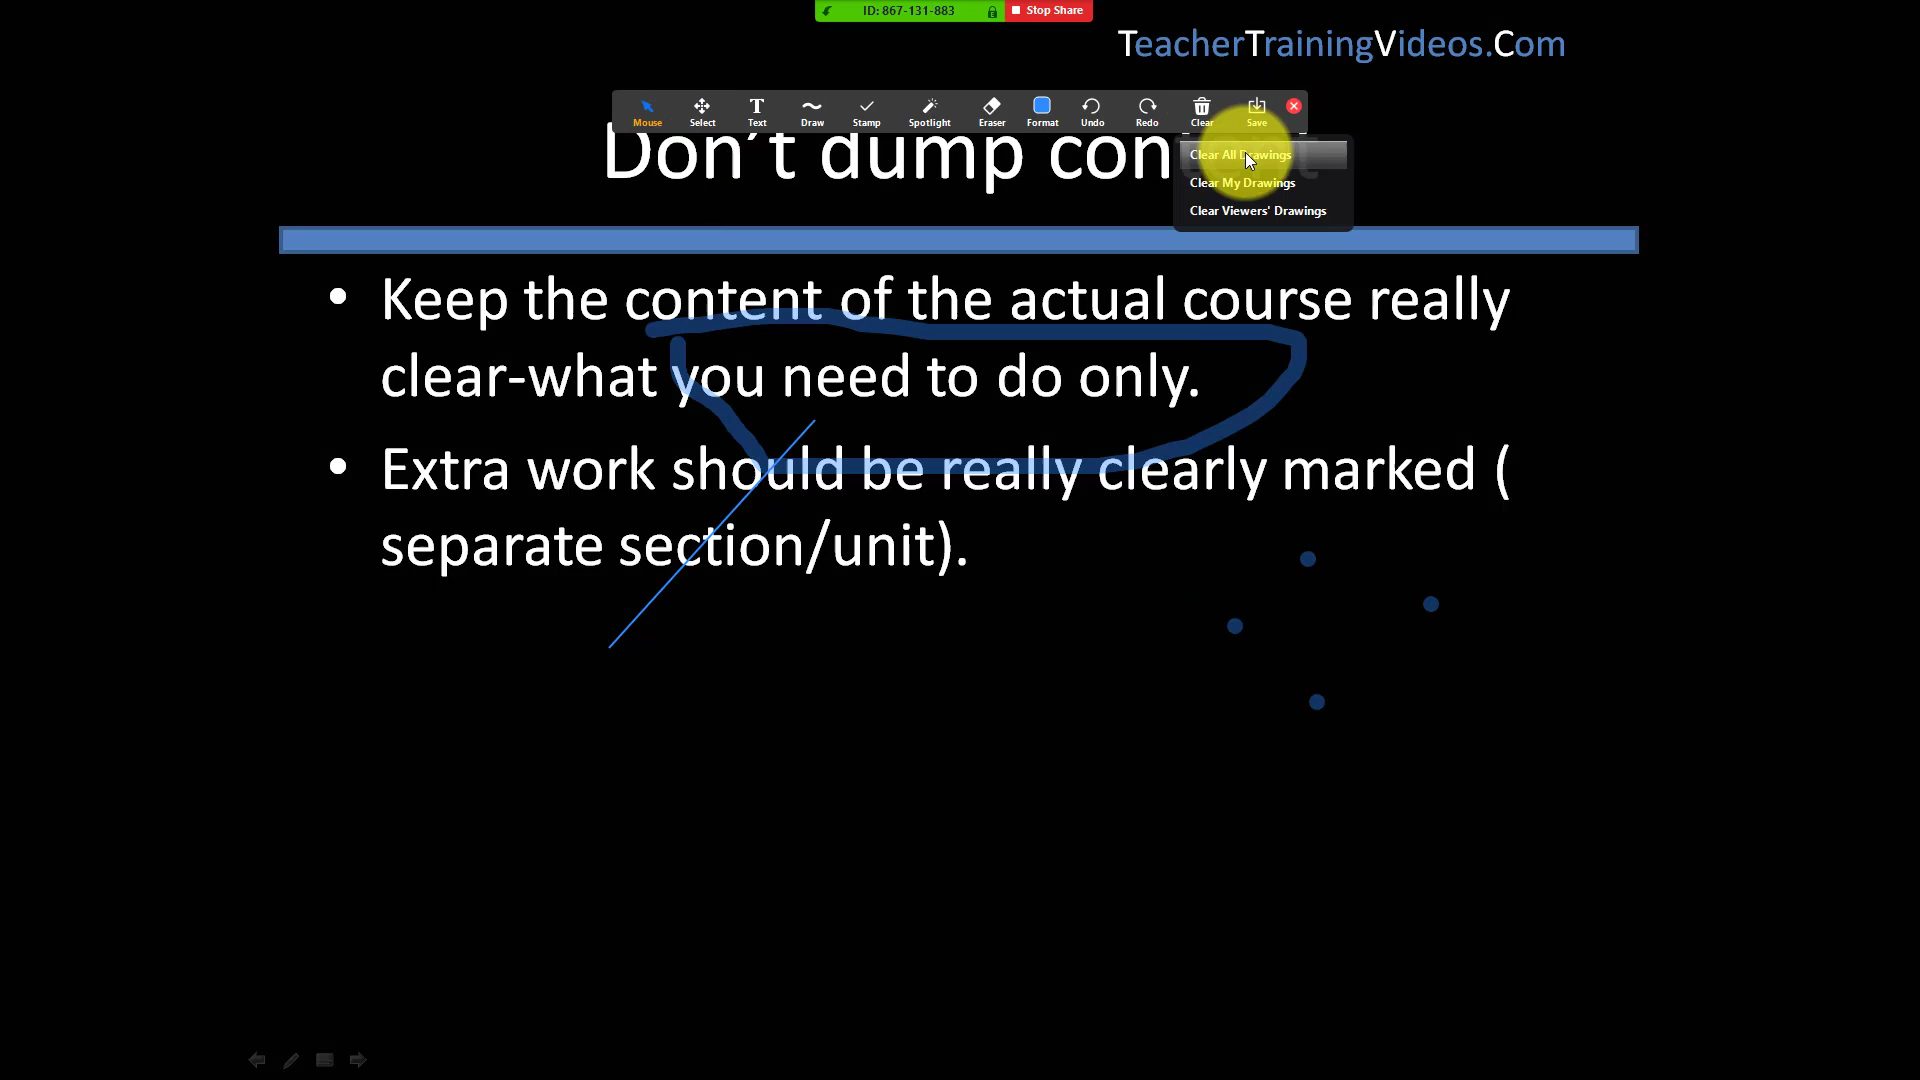 ID: 867-131-883 Stop Share
TeacherTrainingVideos.Com
Mouse Select Text Draw Stamp Spotlight Eraser Format Undo Redo Clear Save
Don't dump con
Clear All Drawings
Clear My Drawings
Clear Viewers' Drawings
• Keep the content of the actual course really
clear-what you need to do only.
• Extra work should be really clearly marked (
separate section/unit).